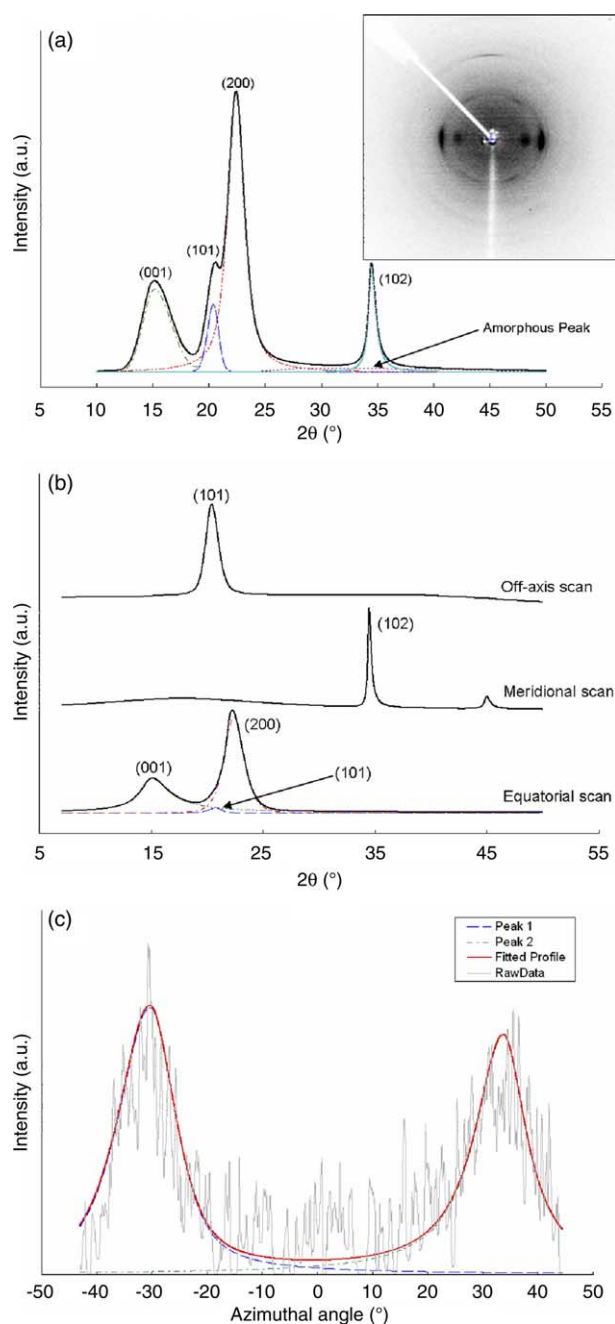 (a)
(200)
(001)
(101)
(102)
Amorphous Peak
Intensity (a.u.)
5 10 15 20 25 30 35 40 45 50 55
2θ (°)
(b)
(101)
Off-axis scan
(102)
Meridional scan
(200)
(001)
(101)
Equatorial scan
Intensity (a.u.)
5 15 25 35 45 55
2θ (°)
(c)
Peak 1
Peak 2
Fitted Profile
RawData
Intensity (a.u.)
-50 -40 -30 -20 -10 0 10 20 30 40 50
Azimuthal angle (°)